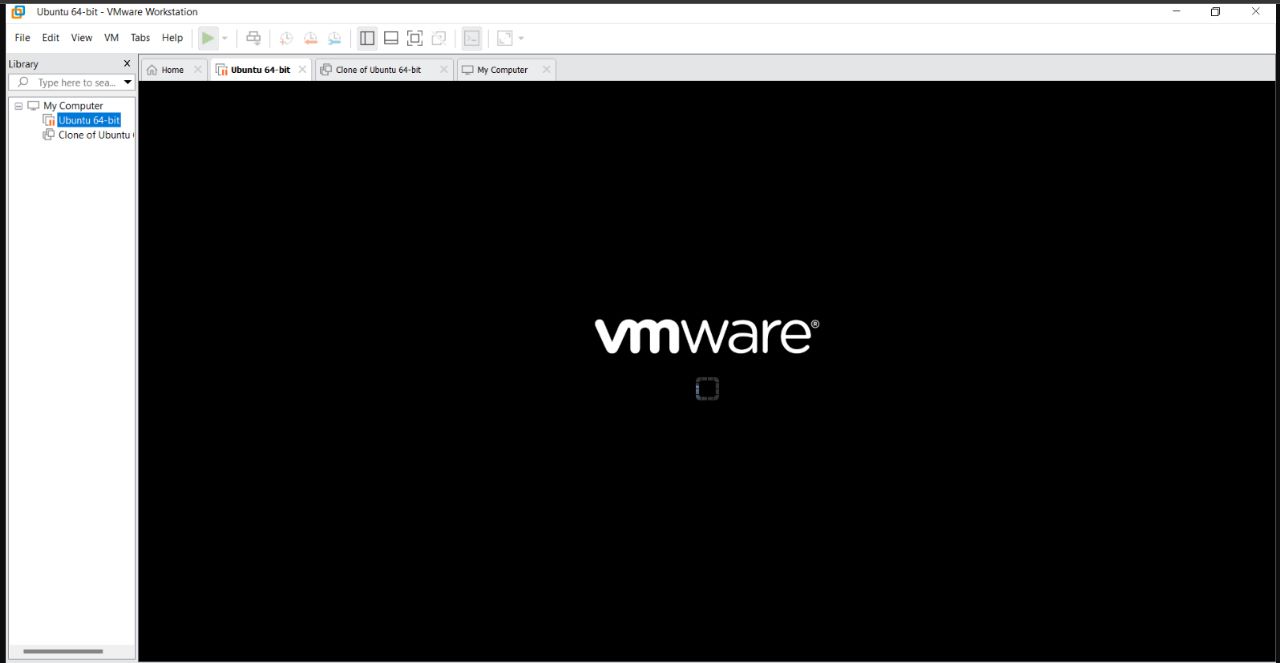 Ubuntu 64-bit - VMware Workstation
File Edit View VM Tabs Help
Library X
Type here to sea...
Home
Ubuntu 64-bit
Clone of Ubuntu 64-bit
My Computer
My Computer
Ubuntu 64-bit
Clone of Ubuntu
vmware®